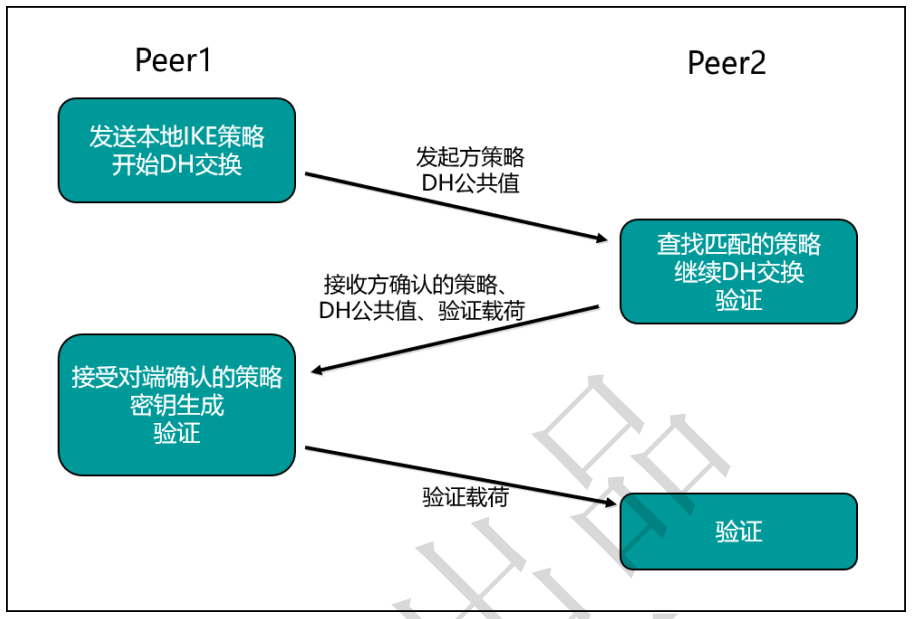 Peer1
Peer2
发送本地IKE策略
开始DH交换
发起方策略
DH公共值
查找匹配的策略
继续DH交换
验证
接收方确认的策略、
DH公共值、验证载荷
接受对端确认的策略
密钥生成
验证
验证载荷
验证
出品